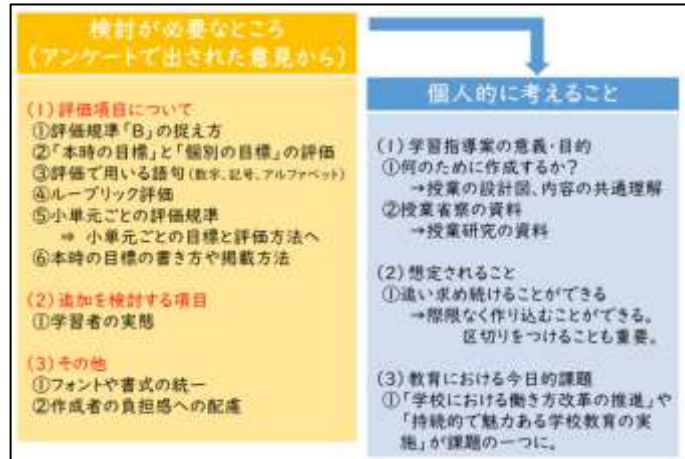 検討が必要なところ
(アンケートで出された意見から)
(1)評価項目について
①評価規準「B」の捉え方
②「本時の目標」と「個別の目標」の評価
③評価で用いる語句(数字、記号、アルファベット)
④ルーブリック評価
⑤小単元ごとの評価規準
⇒ 小単元ごとの目標と評価方法へ
⑥本時の目標の書き方や掲載方法
(2)追加を検討する項目
①学習者の実態
(3)その他
①フォントや書式の統一
②作成者の負担感への配慮
個人的に考えること
(1)学習指導案の意義・目的
①何のために作成するか?
→授業の設計図、内容の共通理解
②授業省察の資料
→授業研究の資料
(2)想定されること
①追い求め続けることができる
→際限なく作り込むことができる。
区切りをつけることも重要。
(3)教育における今日的課題
①「学校における働き方改革の推進」や
「持続的で魅力ある学校教育の実
施」が課題の一つに。